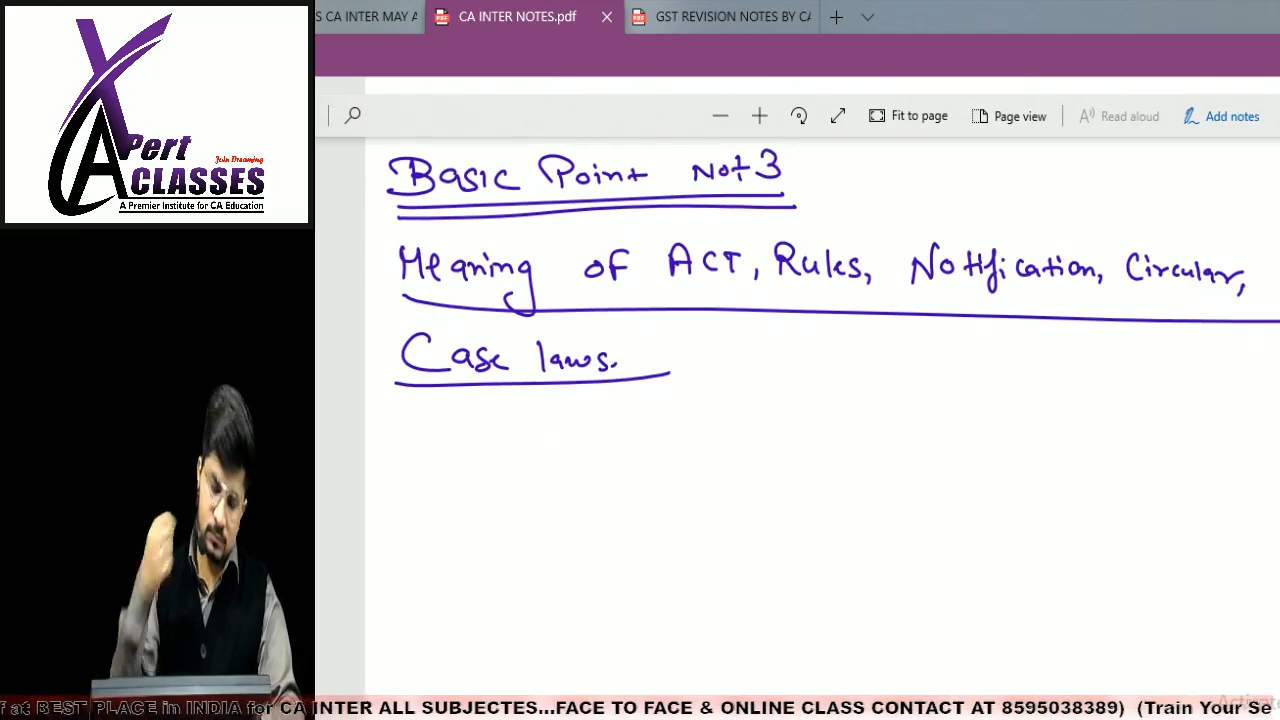 S CA INTER MAY A
CA INTER NOTES.pdf
GST REVISION NOTES BY CA
Fit to page
Page view
Read aloud
Add notes
XPert
Join Dreaming
CA CLASSES
A Premier Institute for CA Education
Basic Point No+3
Meaning of ACT, Rules, Notification, Circular,
Case laws.
f at BEST PLACE in INDIA for CA INTER ALL SUBJECTES...FACE TO FACE & ONLINE CLASS CONTACT AT 8595038389) (Train Your Se